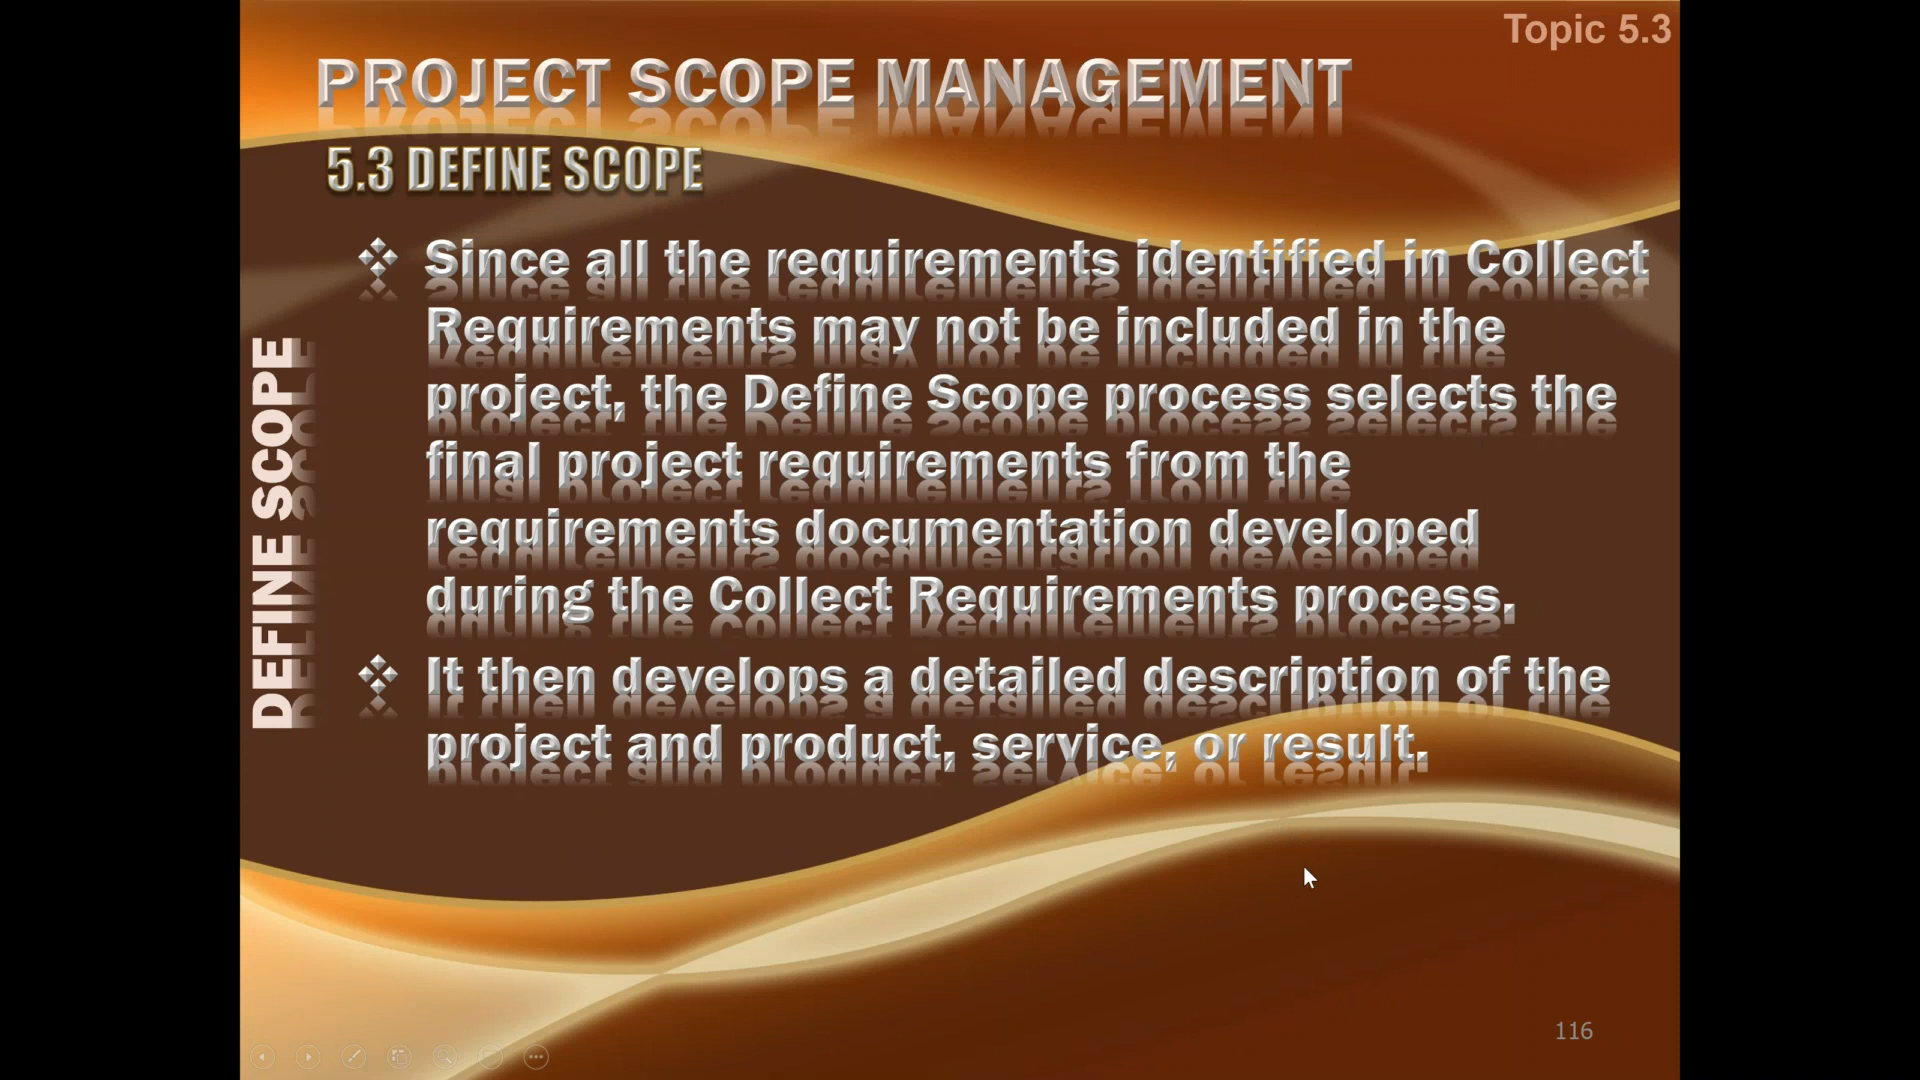 Topic 5.3
PROJECT SCOPE MANAGEMENT
5.3 DEFINE SCOPE
DEFINE SCOPE
❖ Since all the requirements identified in Collect
Requirements may not be included in the
project, the Define Scope process selects the
final project requirements from the
requirements documentation developed
during the Collect Requirements process.
❖ It then develops a detailed description of the
project and product, service, or result.
116